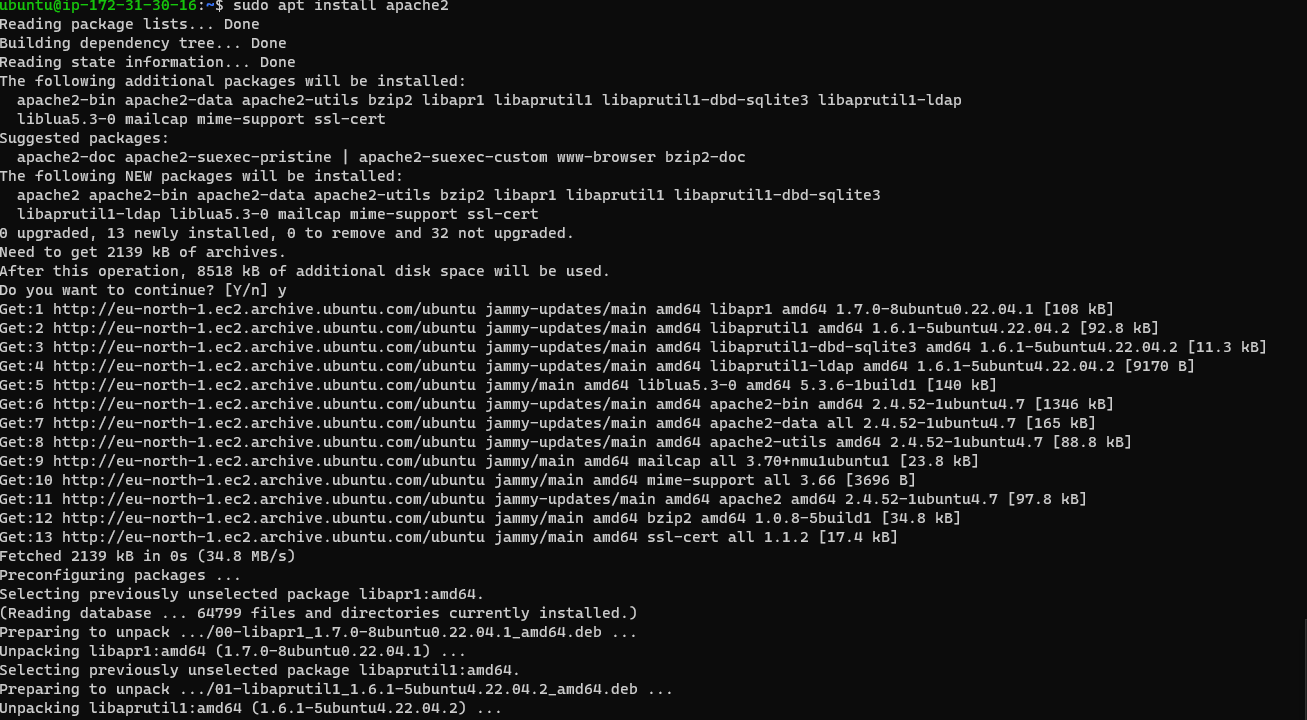 ubuntu@ip-172-31-30-16:~$ sudo apt install apache2
Reading package lists... Done
Building dependency tree... Done
Reading state information... Done
The following additional packages will be installed:
  apache2-bin apache2-data apache2-utils bzip2 libapr1 libaprutil1 libaprutil1-dbd-sqlite3 libaprutil1-ldap
  liblua5.3-0 mailcap mime-support ssl-cert
Suggested packages:
  apache2-doc apache2-suexec-pristine | apache2-suexec-custom www-browser bzip2-doc
The following NEW packages will be installed:
  apache2 apache2-bin apache2-data apache2-utils bzip2 libapr1 libaprutil1 libaprutil1-dbd-sqlite3
  libaprutil1-ldap liblua5.3-0 mailcap mime-support ssl-cert
0 upgraded, 13 newly installed, 0 to remove and 32 not upgraded.
Need to get 2139 kB of archives.
After this operation, 8518 kB of additional disk space will be used.
Do you want to continue? [Y/n] y
Get:1 http://eu-north-1.ec2.archive.ubuntu.com/ubuntu jammy-updates/main amd64 libapr1 amd64 1.7.0-8ubuntu0.22.04.1 [108 kB]
Get:2 http://eu-north-1.ec2.archive.ubuntu.com/ubuntu jammy-updates/main amd64 libaprutil1 amd64 1.6.1-5ubuntu4.22.04.2 [92.8 kB]
Get:3 http://eu-north-1.ec2.archive.ubuntu.com/ubuntu jammy-updates/main amd64 libaprutil1-dbd-sqlite3 amd64 1.6.1-5ubuntu4.22.04.2 [11.3 kB]
Get:4 http://eu-north-1.ec2.archive.ubuntu.com/ubuntu jammy-updates/main amd64 libaprutil1-ldap amd64 1.6.1-5ubuntu4.22.04.2 [9170 B]
Get:5 http://eu-north-1.ec2.archive.ubuntu.com/ubuntu jammy/main amd64 liblua5.3-0 amd64 5.3.6-1build1 [140 kB]
Get:6 http://eu-north-1.ec2.archive.ubuntu.com/ubuntu jammy-updates/main amd64 apache2-bin amd64 2.4.52-1ubuntu4.7 [1346 kB]
Get:7 http://eu-north-1.ec2.archive.ubuntu.com/ubuntu jammy-updates/main amd64 apache2-data all 2.4.52-1ubuntu4.7 [165 kB]
Get:8 http://eu-north-1.ec2.archive.ubuntu.com/ubuntu jammy-updates/main amd64 apache2-utils amd64 2.4.52-1ubuntu4.7 [88.8 kB]
Get:9 http://eu-north-1.ec2.archive.ubuntu.com/ubuntu jammy/main amd64 mailcap all 3.70+nmu1ubuntu1 [23.8 kB]
Get:10 http://eu-north-1.ec2.archive.ubuntu.com/ubuntu jammy/main amd64 mime-support all 3.66 [3696 B]
Get:11 http://eu-north-1.ec2.archive.ubuntu.com/ubuntu jammy-updates/main amd64 apache2 amd64 2.4.52-1ubuntu4.7 [97.8 kB]
Get:12 http://eu-north-1.ec2.archive.ubuntu.com/ubuntu jammy/main amd64 bzip2 amd64 1.0.8-5build1 [34.8 kB]
Get:13 http://eu-north-1.ec2.archive.ubuntu.com/ubuntu jammy/main amd64 ssl-cert all 1.1.2 [17.4 kB]
Fetched 2139 kB in 0s (34.8 MB/s)
Preconfiguring packages ...
Selecting previously unselected package libapr1:amd64.
(Reading database ... 64799 files and directories currently installed.)
Preparing to unpack .../00-libapr1_1.7.0-8ubuntu0.22.04.1_amd64.deb ...
Unpacking libapr1:amd64 (1.7.0-8ubuntu0.22.04.1) ...
Selecting previously unselected package libaprutil1:amd64.
Preparing to unpack .../01-libaprutil1_1.6.1-5ubuntu4.22.04.2_amd64.deb ...
Unpacking libaprutil1:amd64 (1.6.1-5ubuntu4.22.04.2) ...